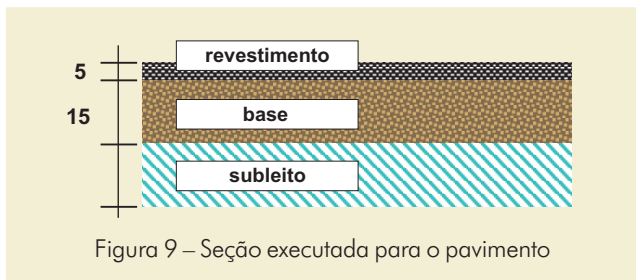 revestimento
5
15
base
subleito
Figura 9 – Seção executada para o pavimento